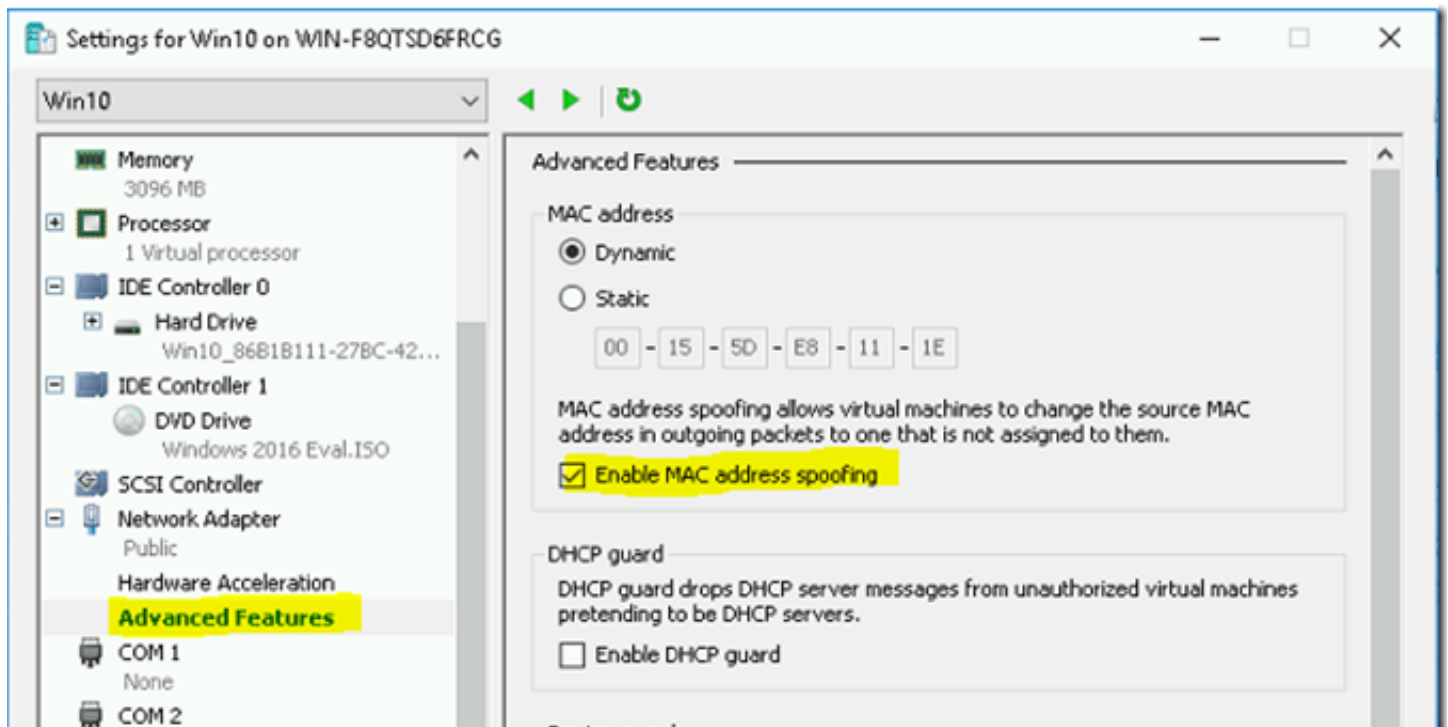 Settings for Win10 on WIN-F8QTSD6FRCG
Win10
Memory
3096 MB
Processor
1 Virtual processor
IDE Controller 0
Hard Drive
Win10_86B1B111-27BC-42...
IDE Controller 1
DVD Drive
Windows 2016 Eval.ISO
SCSI Controller
Network Adapter
Public
Hardware Acceleration
Advanced Features
COM 1
None
COM 2
Advanced Features
MAC address
Dynamic
Static
00 - 15 - 5D - E8 - 11 - 1E
MAC address spoofing allows virtual machines to change the source MAC
address in outgoing packets to one that is not assigned to them.
Enable MAC address spoofing
DHCP guard
DHCP guard drops DHCP server messages from unauthorized virtual machines
pretending to be DHCP servers.
Enable DHCP guard